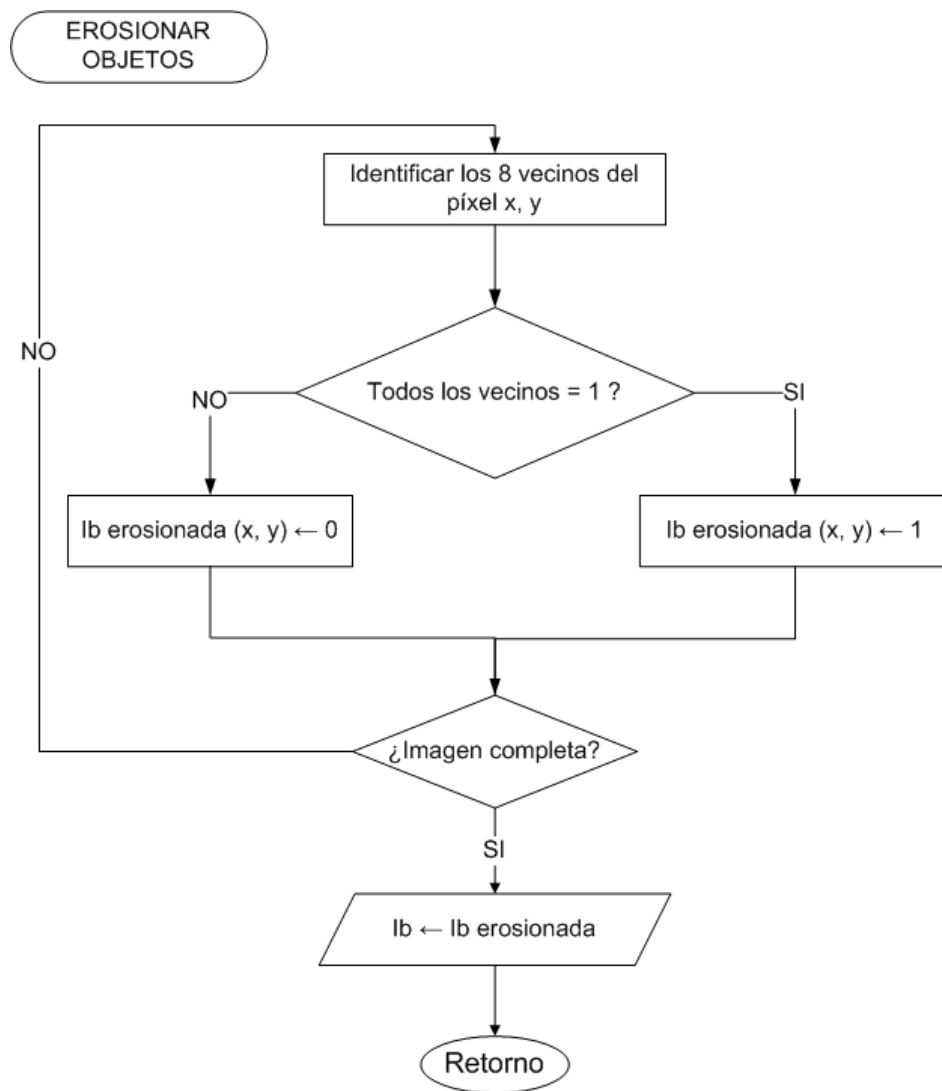 EROSIONAR
OBJETOS
Identificar los 8 vecinos del
píxel x, y
NO
Todos los vecinos = 1 ?
NO
SI
Ib erosionada (x, y) ← 0
Ib erosionada (x, y) ← 1
¿Imagen completa?
SI
Ib ← Ib erosionada
Retorno